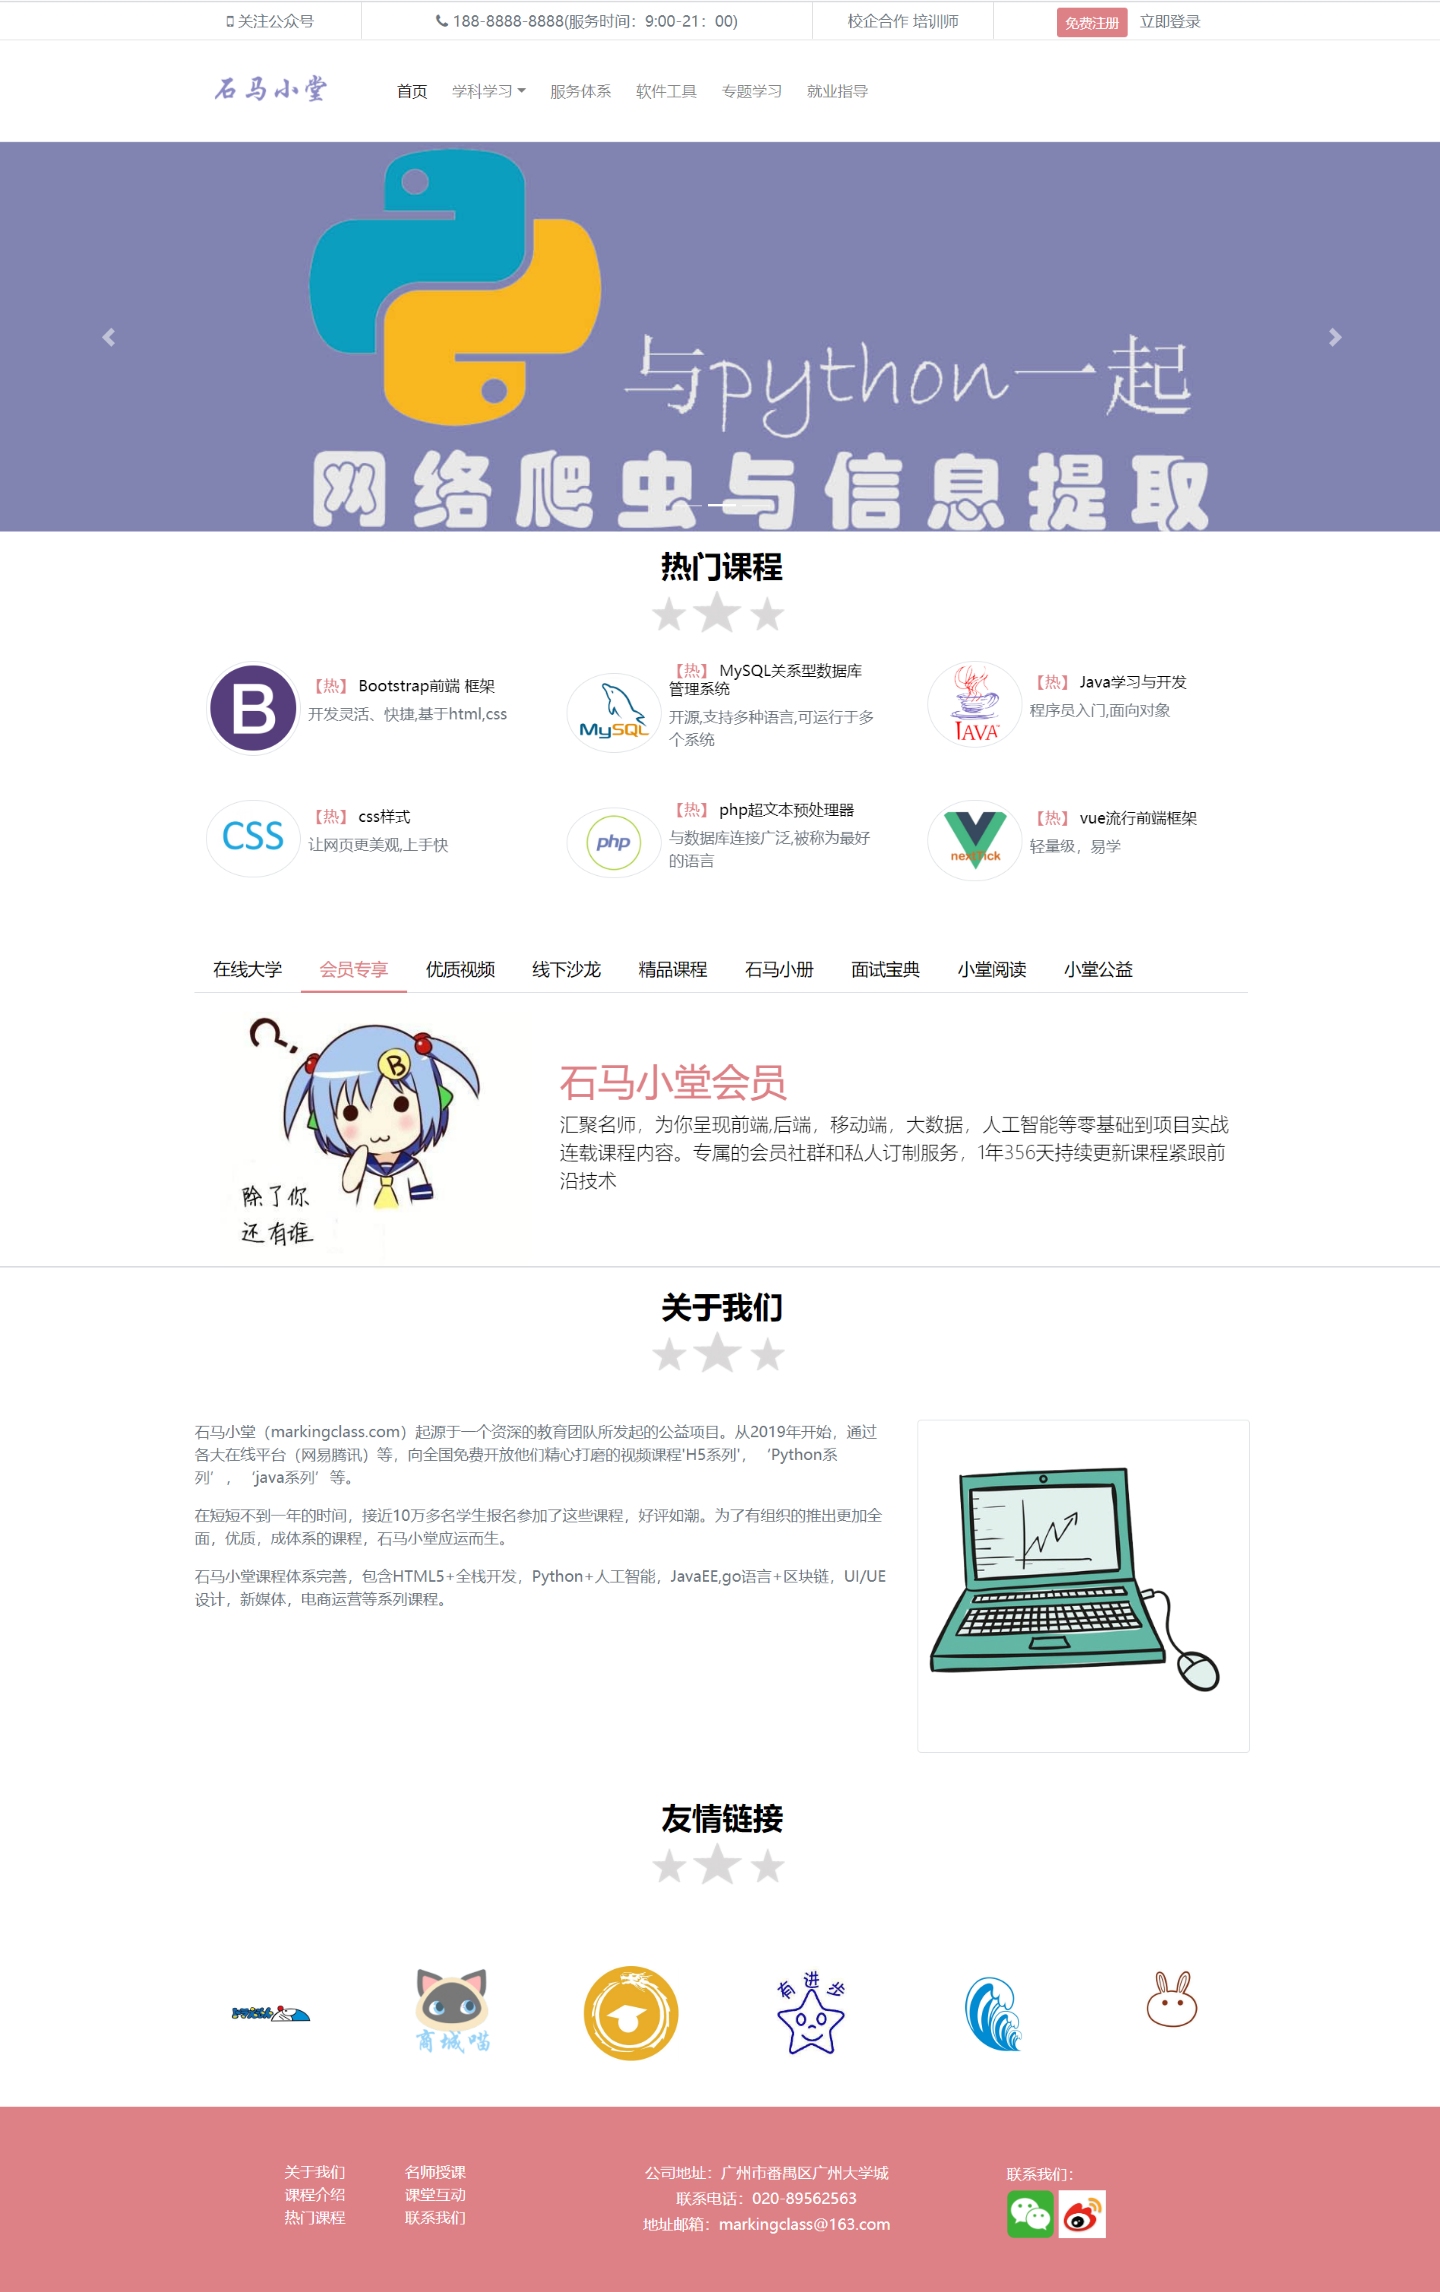 关注公众号
188-8888-8888(服务时间：9:00-21：00)
校企合作 培训师
免费注册
立即登录
石马小堂
首页
学科学习
服务体系
软件工具
专题学习
就业指导
与python一起
网络爬虫与信息提取
热门课程
B
【热】 Bootstrap前端 框架
开发灵活、快捷,基于html,css
MySQL
【热】 MySQL关系型数据库
管理系统
开源,支持多种语言,可运行于多
个系统
JAVA
【热】 Java学习与开发
程序员入门,面向对象
CSS
【热】 css样式
让网页更美观,上手快
php
【热】 php超文本预处理器
与数据库连接广泛,被称为最好
的语言
nextTick
【热】 vue流行前端框架
轻量级，易学
在线大学
会员专享
优质视频
线下沙龙
精品课程
石马小册
面试宝典
小堂阅读
小堂公益
?..
B
除了你
还有谁
石马小堂会员
汇聚名师，为你呈现前端,后端，移动端，大数据，人工智能等零基础到项目实战
连载课程内容。专属的会员社群和私人订制服务，1年356天持续更新课程紧跟前
沿技术
关于我们
石马小堂（markingclass.com）起源于一个资深的教育团队所发起的公益项目。从2019年开始，通过
各大在线平台（网易腾讯）等，向全国免费开放他们精心打磨的视频课程'H5系列'，‘Python系
列’，‘java系列’等。
在短短不到一年的时间，接近10万多名学生报名参加了这些课程，好评如潮。为了有组织的推出更加全
面，优质，成体系的课程，石马小堂应运而生。
石马小堂课程体系完善，包含HTML5+全栈开发，Python+人工智能，JavaEE,go语言+区块链，UI/UE
设计，新媒体，电商运营等系列课程。
友情链接
商城喵
有进步
关于我们
课程介绍
热门课程
名师授课
课堂互动
联系我们
公司地址：广州市番禺区广州大学城
联系电话：020-89562563
地址邮箱：markingclass@163.com
联系我们：